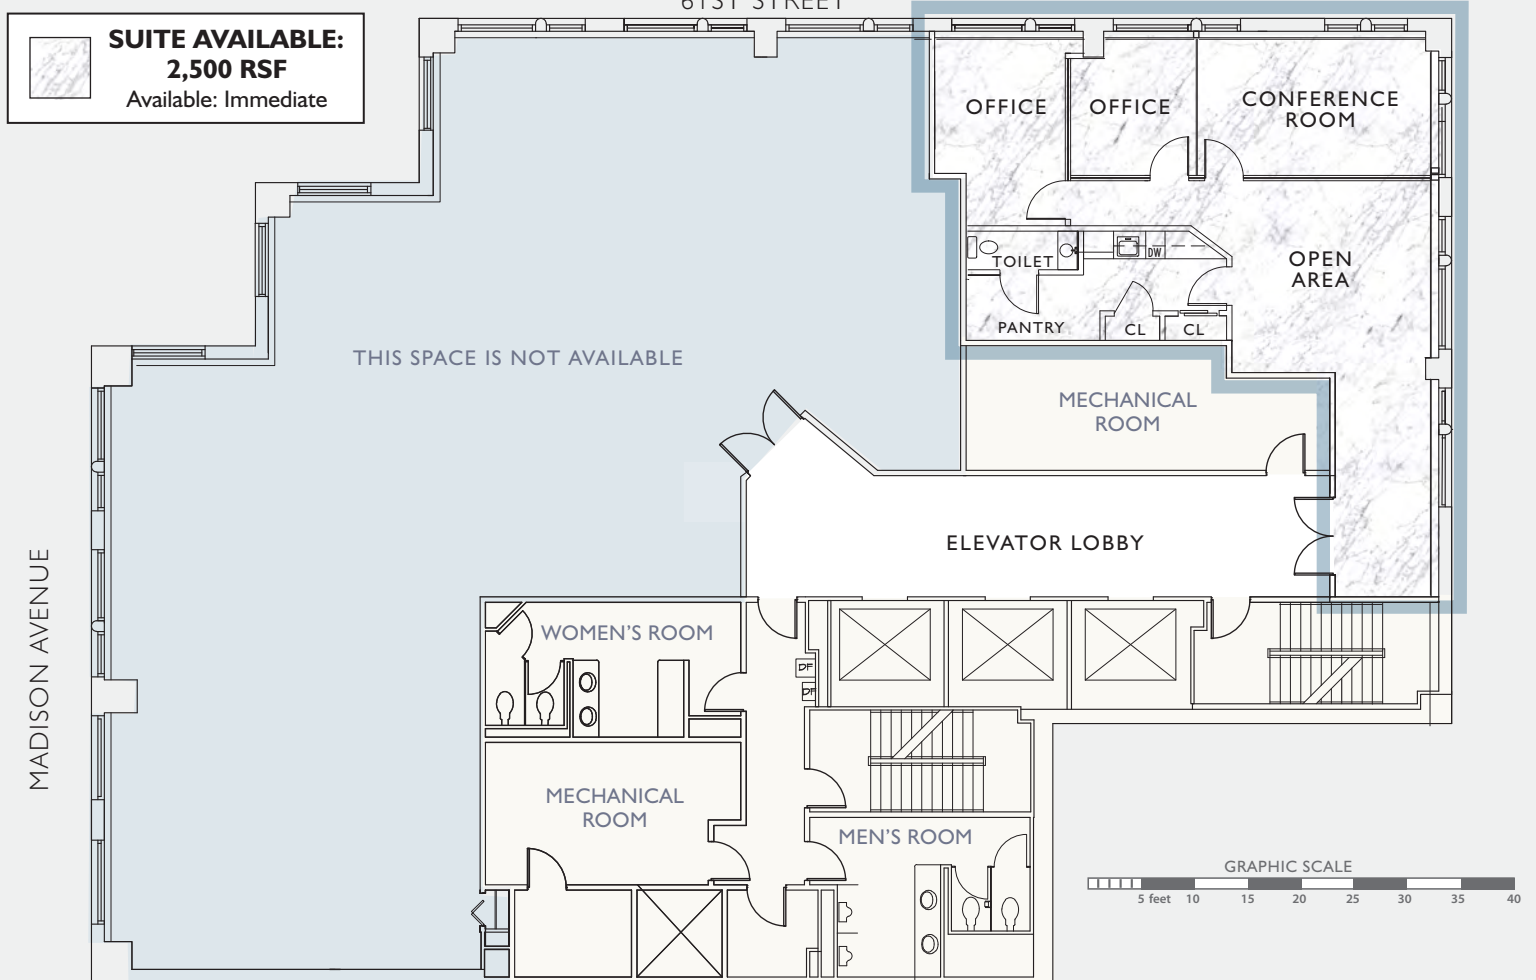 61ST STREET
SUITE AVAILABLE:
2,500 RSF
Available: Immediate
OFFICE
OFFICE
CONFERENCE
ROOM
OPEN
AREA
TOILET
DW
PANTRY
CL
CL
THIS SPACE IS NOT AVAILABLE
MECHANICAL
ROOM
ELEVATOR LOBBY
MADISON AVENUE
WOMEN'S ROOM
DF
DF
MECHANICAL
ROOM
MEN'S ROOM
GRAPHIC SCALE
5 feet 10 15 20 25 30 35 40